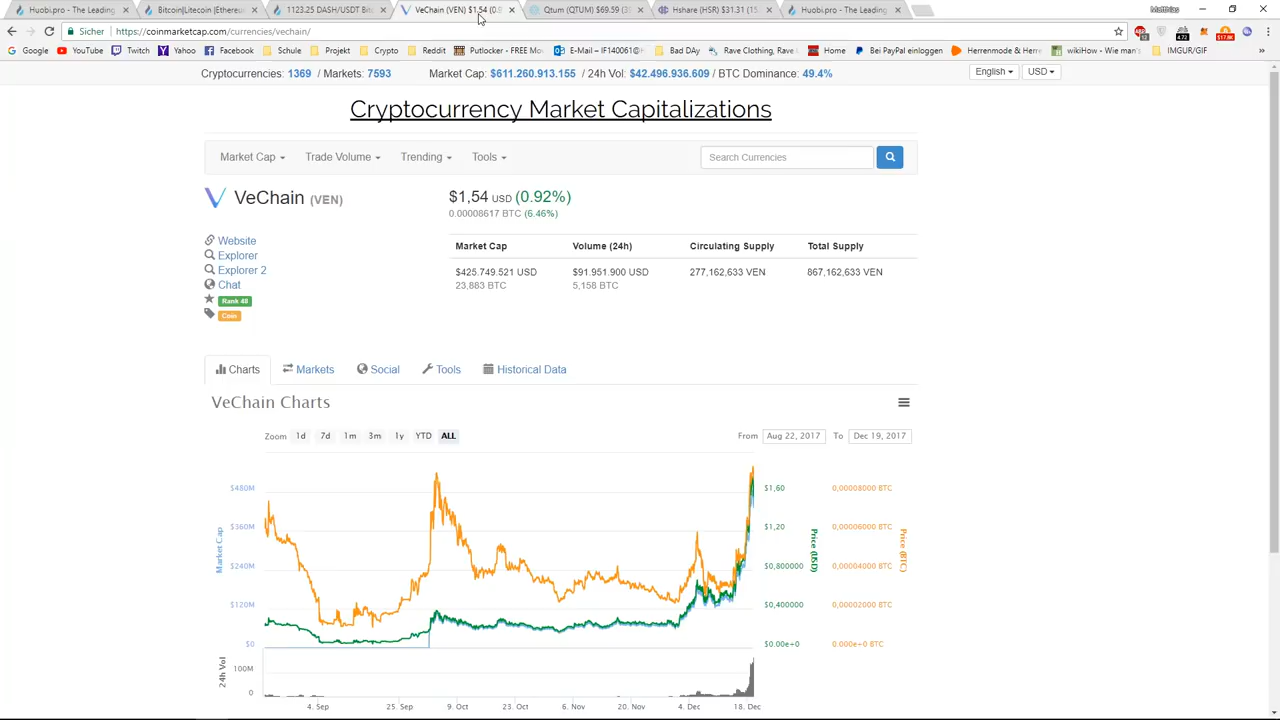 Huobi.pro - The Leading
Bitcoin|Litecoin|Ethereu
1123.25 DASH/USDT Bit
VeChain (VEN) $1,54 (0.9
Qtum (QTUM) $69.59 (3
Hshare (HSR) $31.31 (15
Huobi.pro - The Leading
Matthias
Sicher
https://coinmarketcap.com/currencies/vechain/
Google
YouTube
Twitch
Yahoo
Facebook
Schule
Projekt
Crypto
Reddit
Putlocker - FREE Mov
E-Mail – IF140061@
Bad DAy
Rave Clothing, Rave
Home
Bei PayPal einloggen
Herrenmode & Herre
wikiHow - Wie man's
IMGUR/GIF
Cryptocurrencies: 1369 / Markets: 7593
Market Cap: $611.260.913.155 / 24h Vol: $42.496.936.609 / BTC Dominance: 49.4%
English
USD
Cryptocurrency Market Capitalizations
Market Cap
Trade Volume
Trending
Tools
Search Currencies
VeChain (VEN)
$1,54 USD (0.92%)
0.00008617 BTC (6.46%)
Website
Explorer
Explorer 2
Chat
Rank 48
Coin
Market Cap
Volume (24h)
Circulating Supply
Total Supply
$425.749.521 USD
$91.951.900 USD
277,162,633 VEN
867,162,633 VEN
23,883 BTC
5,158 BTC
Charts
Markets
Social
Tools
Historical Data
VeChain Charts
Zoom
1d
7d
1m
3m
1y
YTD
ALL
From
Aug 22, 2017
To
Dec 19, 2017
$480M
$360M
$240M
$120M
$0
Market Cap
$1,60
$1,20
$0,800000
$0,400000
$0.00e+0
Price (USD)
0,00008000 BTC
0,00006000 BTC
0,00004000 BTC
0,00002000 BTC
0.000e+0 BTC
Price (BTC)
24h Vol
100M
0
4. Sep
25. Sep
9. Oct
23. Oct
6. Nov
20. Nov
4. Dec
18. Dec